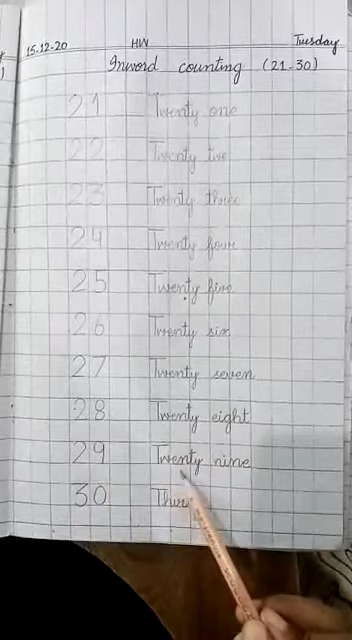 15.12-20 HW Tuesday
Inword counting (21-30)
21 Twenty one
22 Twenty two
23 Twenty three
24 Twenty four
25 Twenty five
26 Twenty six
27 Twenty seven
28 Twenty eight
29 Twenty nine
30